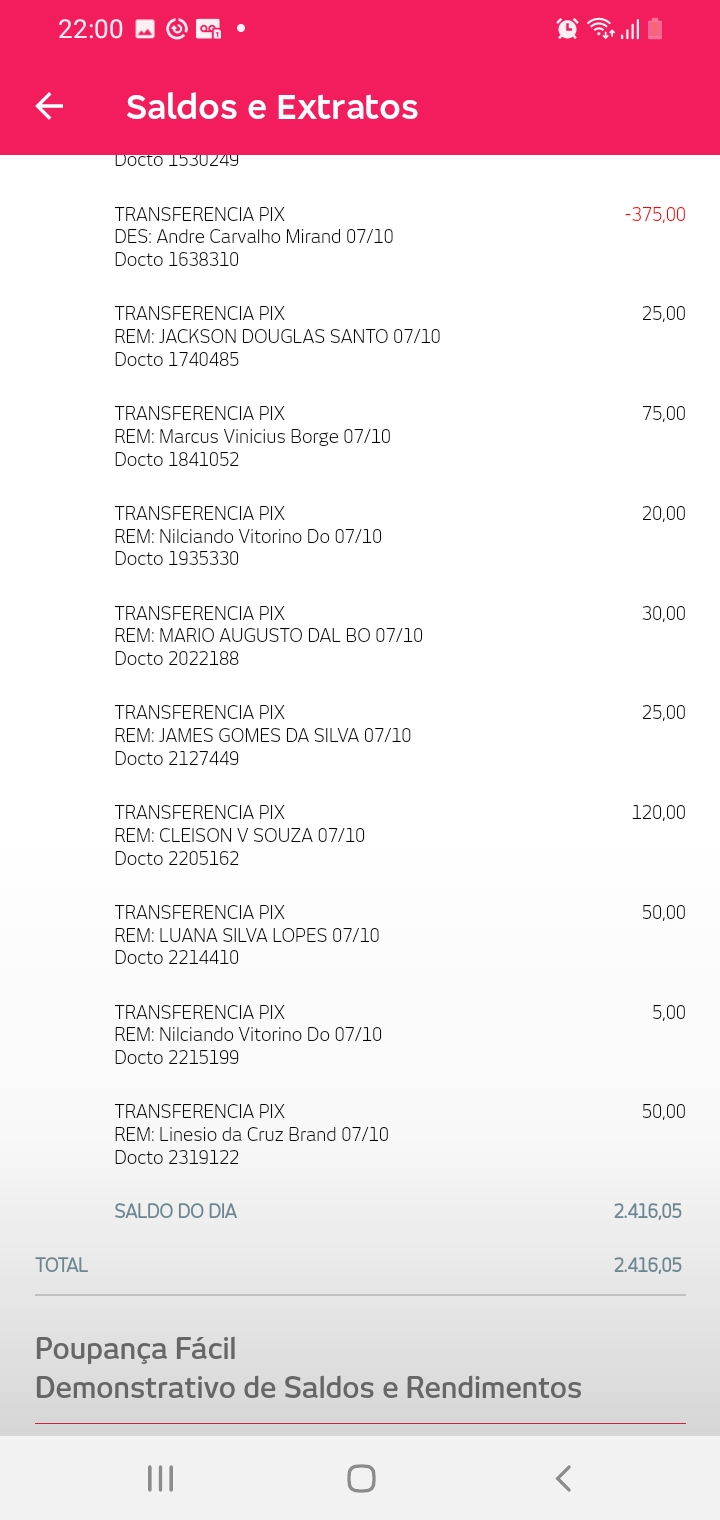 22:00
Saldos e Extratos
Docto 1530249
TRANSFERENCIA PIX -375,00
DES: Andre Carvalho Mirand 07/10
Docto 1638310
TRANSFERENCIA PIX 25,00
REM: JACKSON DOUGLAS SANTO 07/10
Docto 1740485
TRANSFERENCIA PIX 75,00
REM: Marcus Vinicius Borge 07/10
Docto 1841052
TRANSFERENCIA PIX 20,00
REM: Nilciando Vitorino Do 07/10
Docto 1935330
TRANSFERENCIA PIX 30,00
REM: MARIO AUGUSTO DAL BO 07/10
Docto 2022188
TRANSFERENCIA PIX 25,00
REM: JAMES GOMES DA SILVA 07/10
Docto 2127449
TRANSFERENCIA PIX 120,00
REM: CLEISON V SOUZA 07/10
Docto 2205162
TRANSFERENCIA PIX 50,00
REM: LUANA SILVA LOPES 07/10
Docto 2214410
TRANSFERENCIA PIX 5,00
REM: Nilciando Vitorino Do 07/10
Docto 2215199
TRANSFERENCIA PIX 50,00
REM: Linesio da Cruz Brand 07/10
Docto 2319122
SALDO DO DIA 2.416,05
TOTAL 2.416,05
Poupança Fácil
Demonstrativo de Saldos e Rendimentos